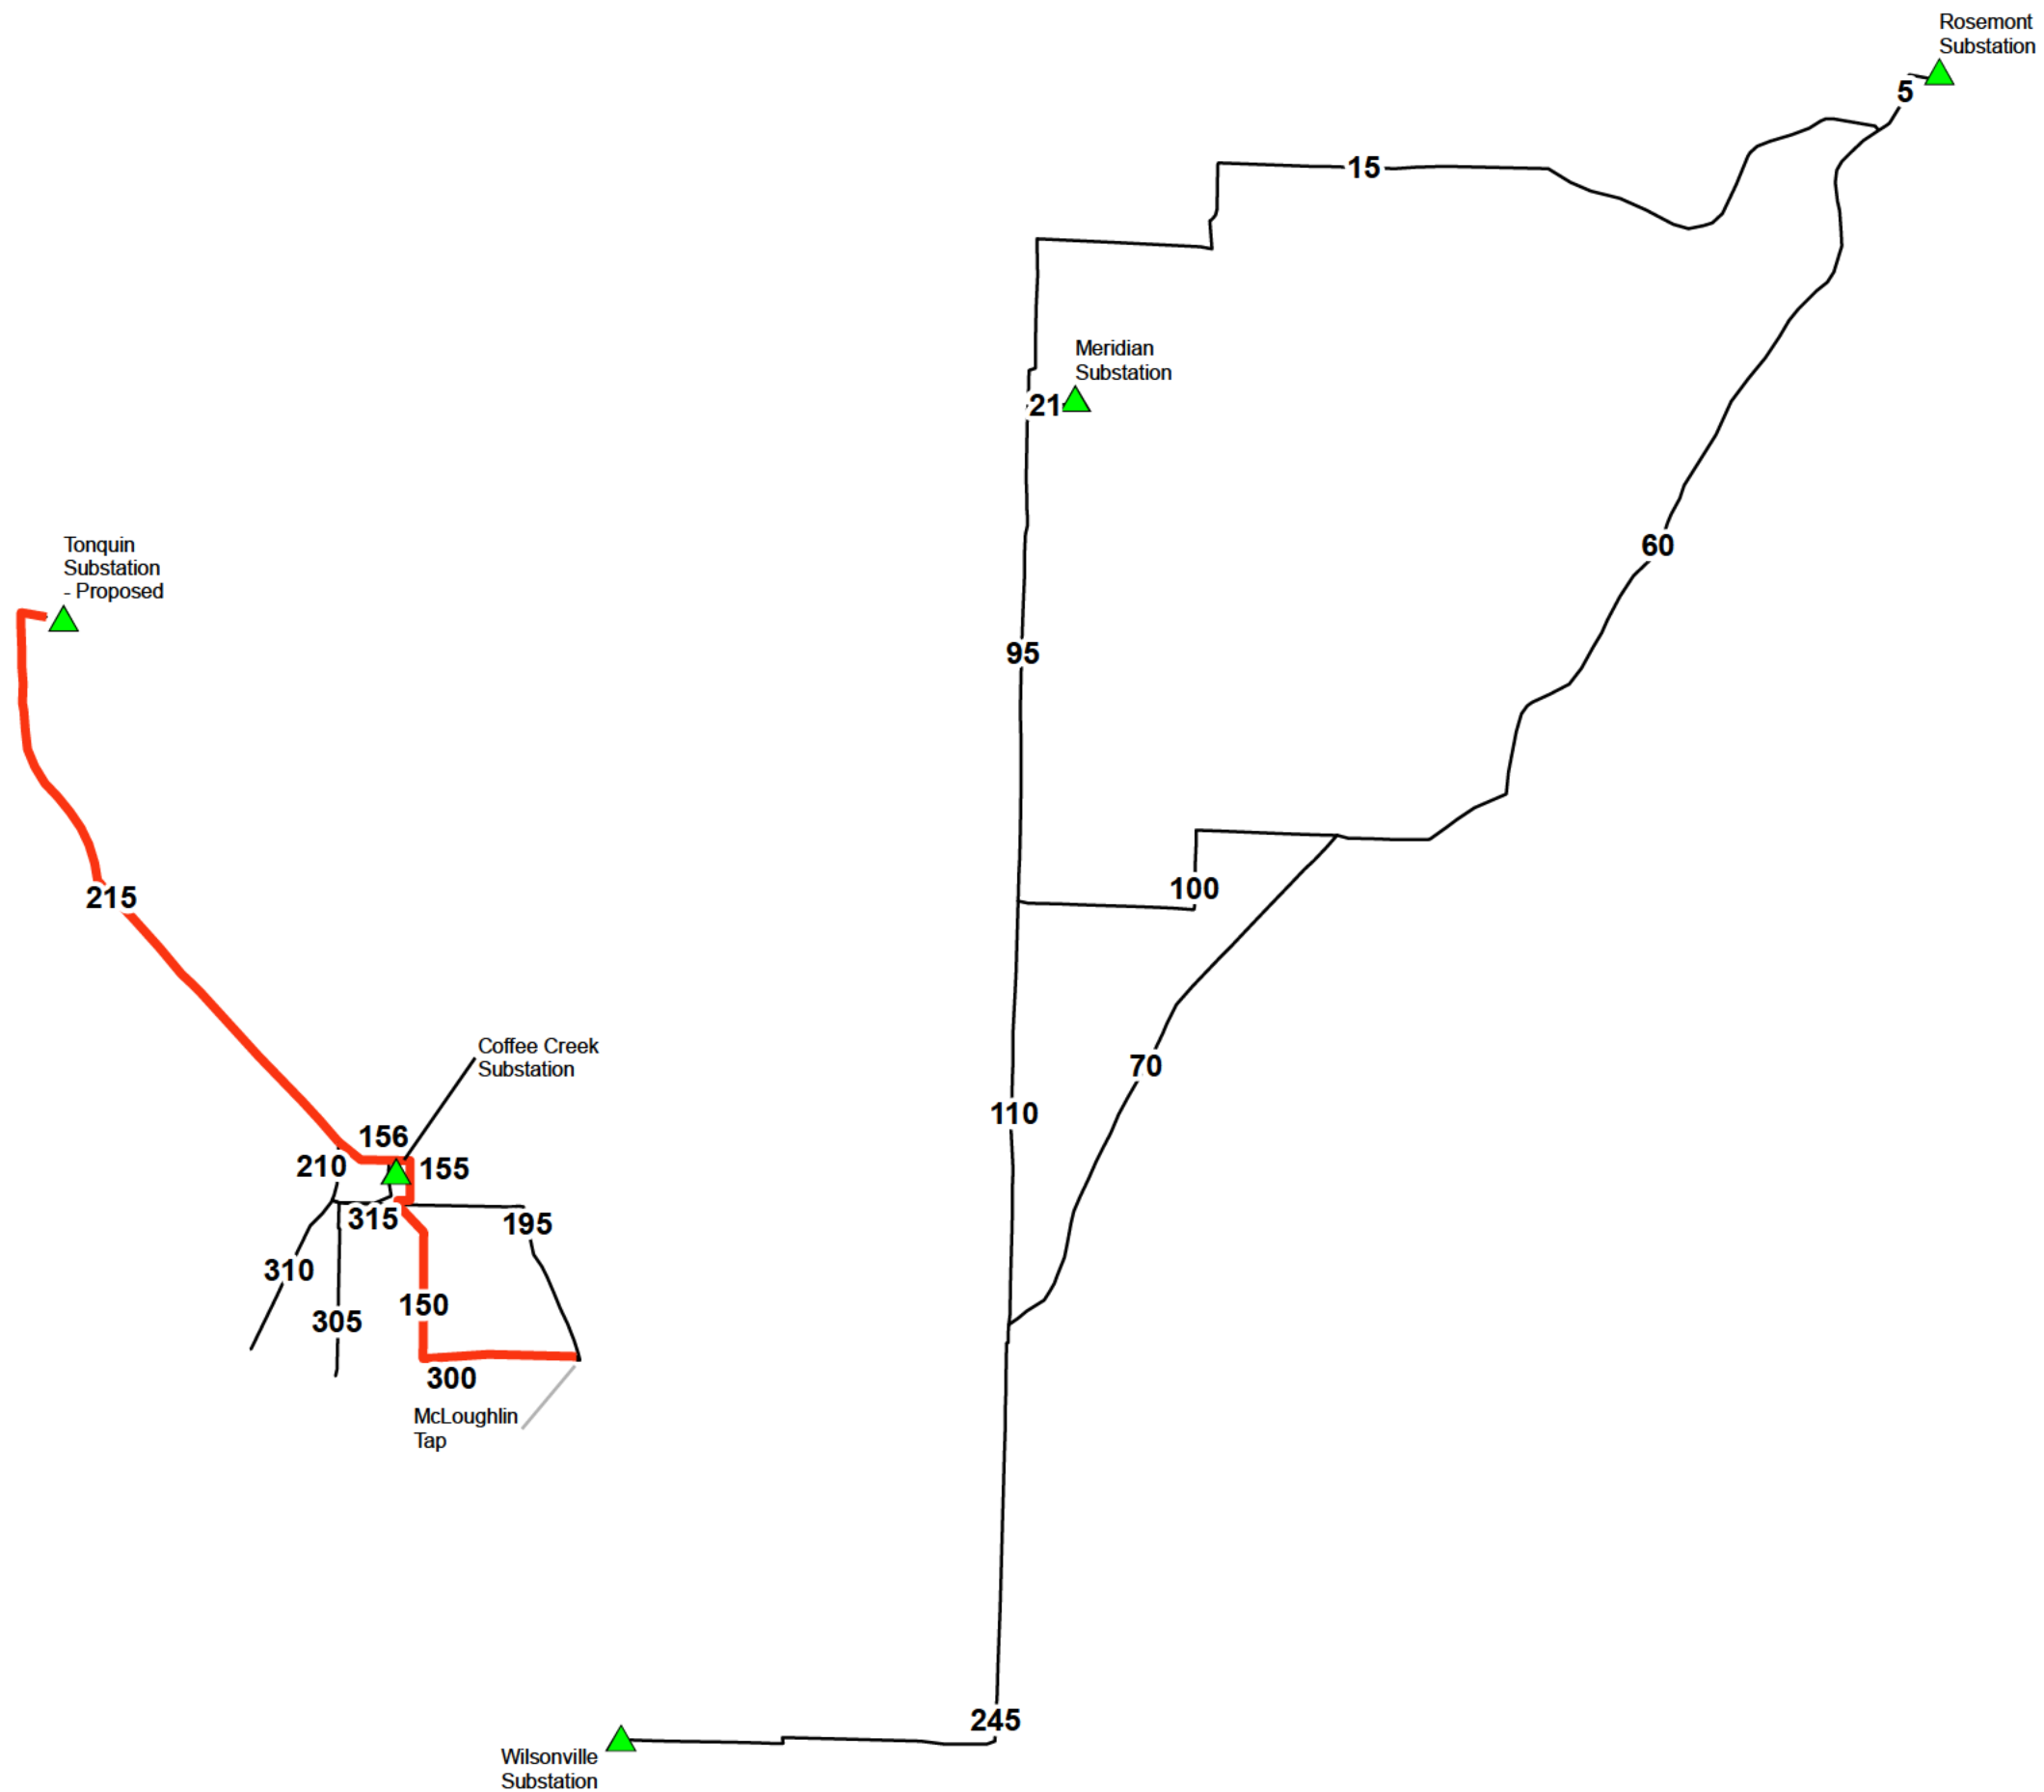 Rosemont
Substation
5
15
Meridian
Substation
21
Tonquin
Substation
- Proposed
60
95
100
215
Coffee Creek
Substation
70
110
156
210
155
315
195
310
150
305
300
McLoughlin
Tap
245
Wilsonville
Substation